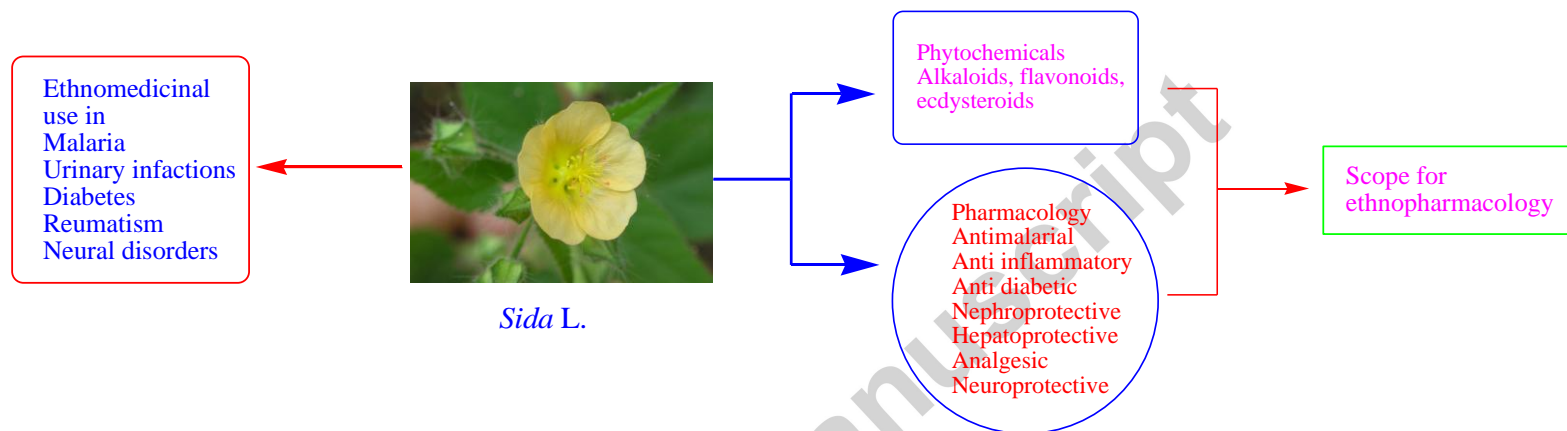 Ethnomedicinal
use in
Malaria
Urinary infactions
Diabetes
Reumatism
Neural disorders
Sida L.
Phytochemicals
Alkaloids, flavonoids,
ecdysteroids
Pharmacology
Antimalarial
Anti inflammatory
Anti diabetic
Nephroprotective
Hepatoprotective
Analgesic
Neuroprotective
Scope for
ethnopharmacology
anuscript